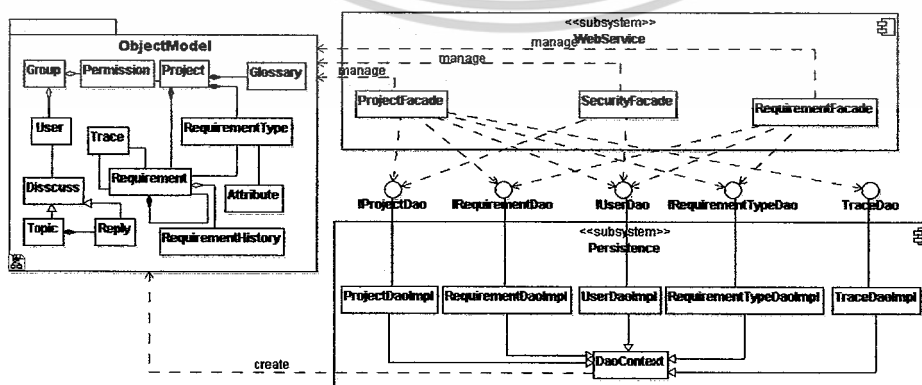 <<subsystem>>
WebService
ObjectModel
manage
manage
manage
Group
Permission
Project
Glossary
ProjectFacade
SecurityFacade
RequirementFacade
User
Trace
RequirementType
Requirement
Disscuss
Attribute
IProjectDao
IRequirementDao
IUserDao
IRequirementTypeDao
TraceDao
Topic
Reply
RequirementHistory
<<subsystem>>
Persistence
ProjectDaoImpl
RequirementDaoImpl
UserDaoImpl
RequirementTypeDaoImpl
TraceDaoImpl
create
DaoContext